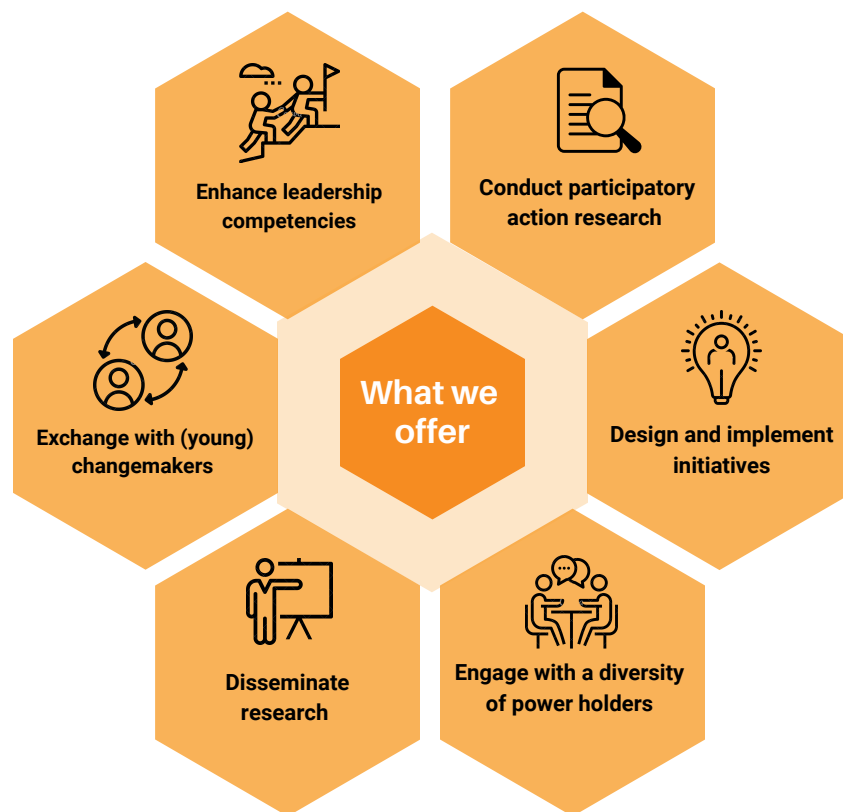 Enhance leadership
competencies
Conduct participatory
action research
Exchange with (young)
changemakers
What we
offer
Design and implement
initiatives
Disseminate
research
Engage with a diversity
of power holders